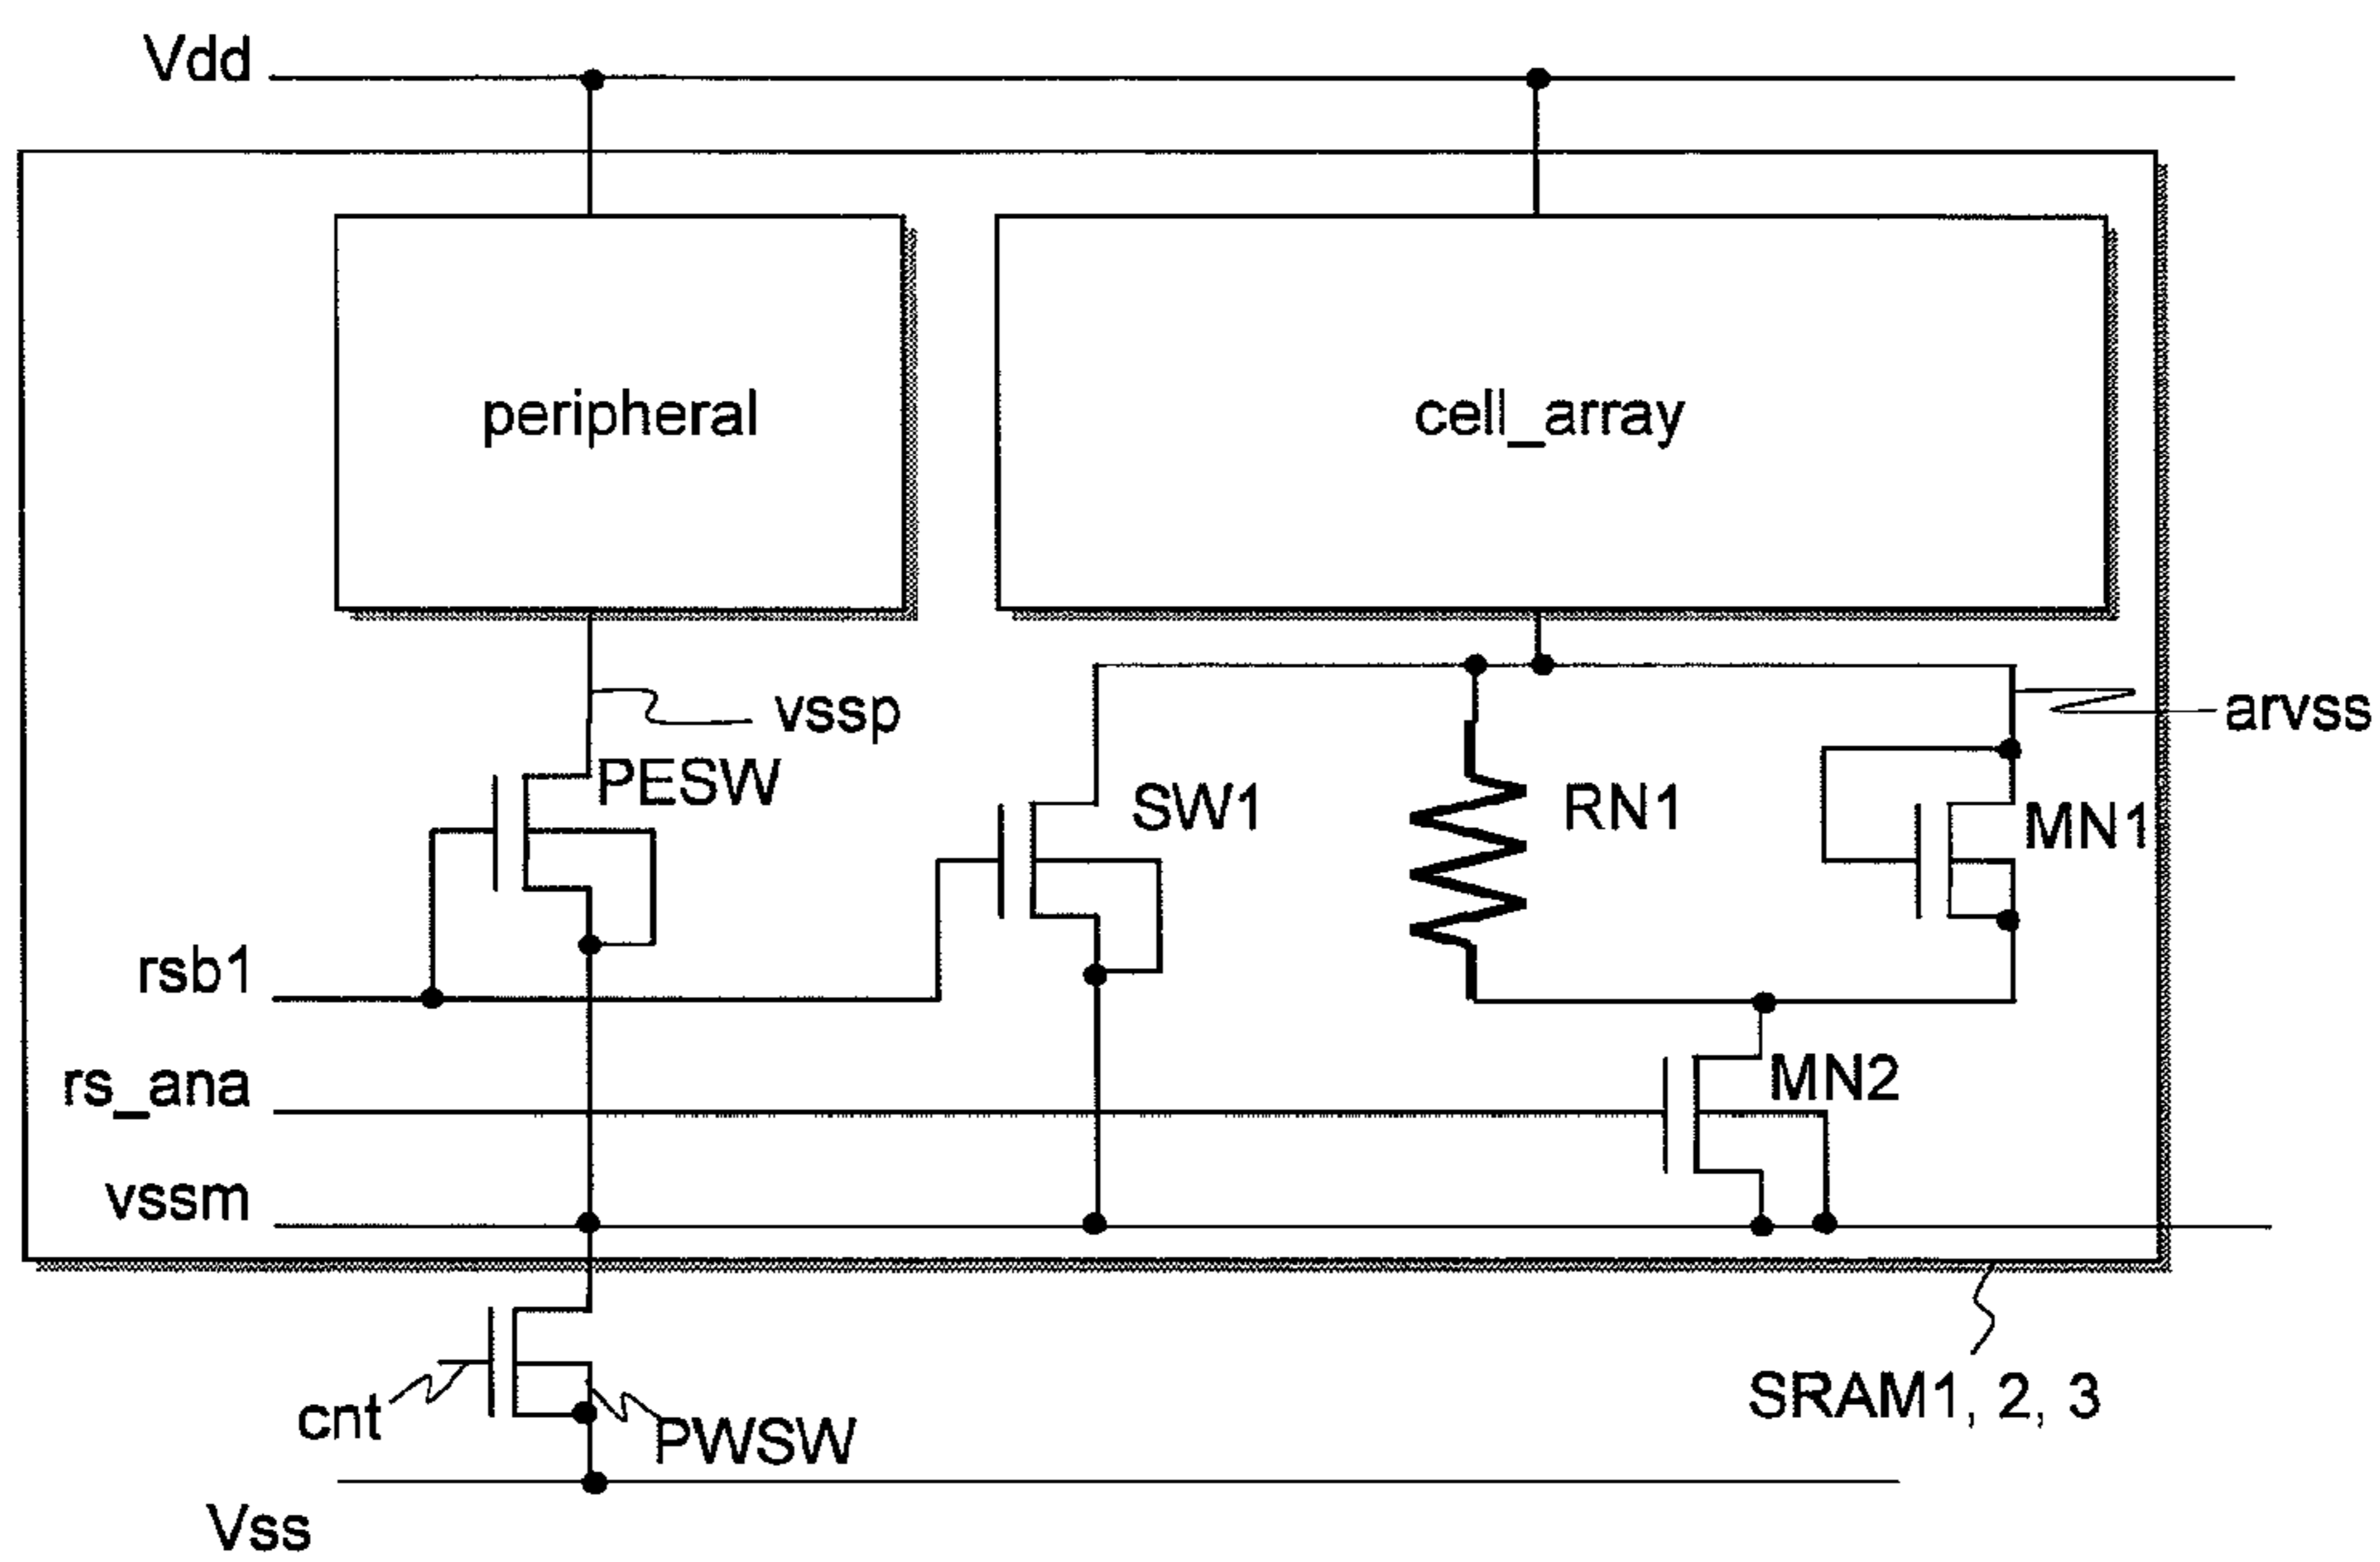 Vdd
peripheral
cell_array
vssp
arvss
PESW
SW1
RN1
MN1
rsb1
rs_ana
MN2
vssm
cnt
PWSW
SRAM1, 2, 3
Vss